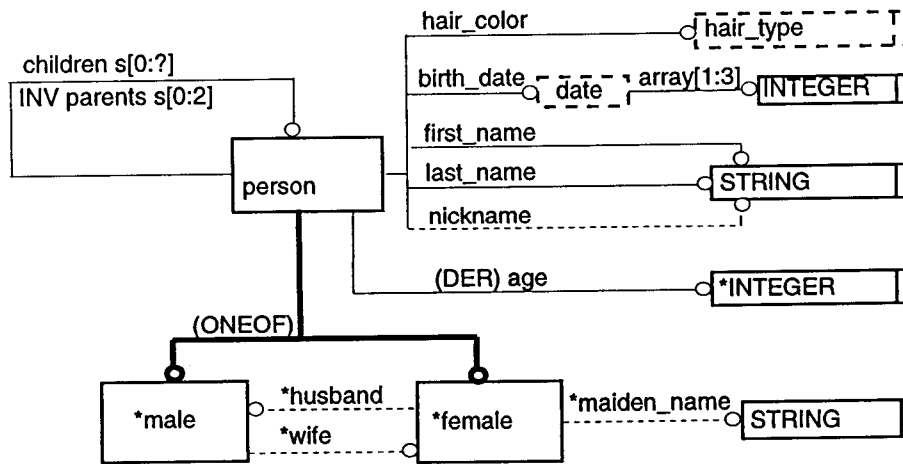 hair_color
hair_type
children s[0:?]
birth_date
date
array[1:3]
INTEGER
INV parents s[0:2]
first_name
person
last_name
STRING
nickname
(DER) age
*INTEGER
(ONEOF)
*male
*husband
*wife
*female
*maiden_name
STRING